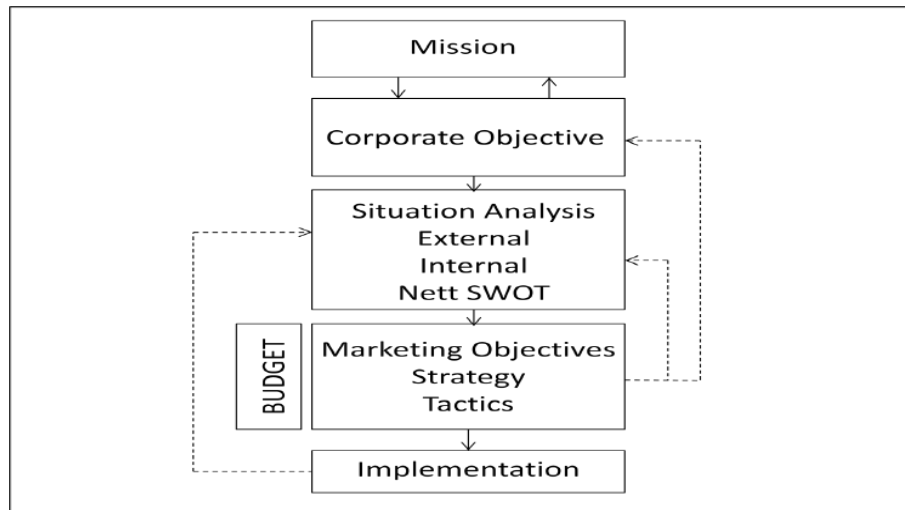 Mission
Corporate Objective
Situation Analysis
External
Internal
Nett SWOT
BUDGET
Marketing Objectives
Strategy
Tactics
Implementation